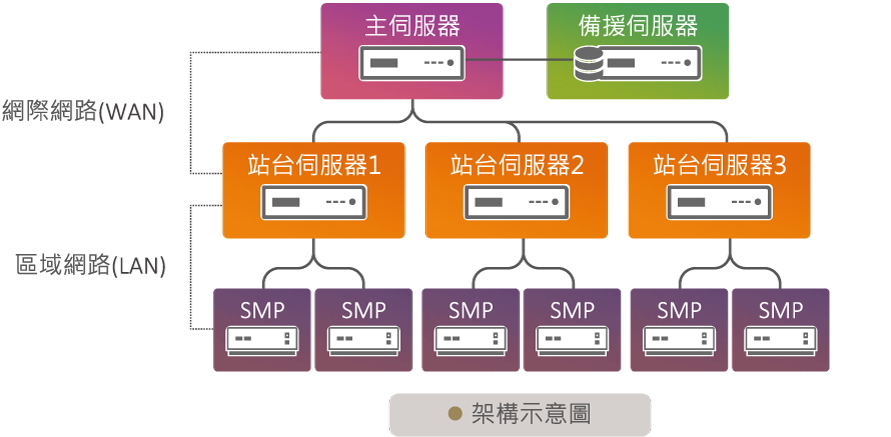 主伺服器
備援伺服器
網際網路(WAN)
站台伺服器1
站台伺服器2
站台伺服器3
區域網路(LAN)
SMP
SMP
SMP
SMP
SMP
SMP
架構示意圖